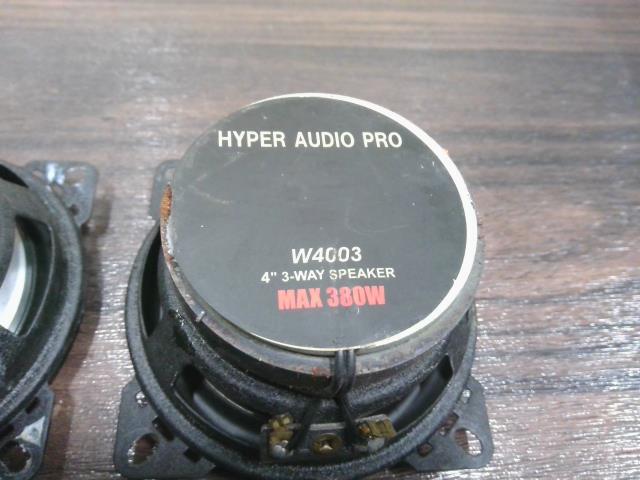 HYPER AUDIO PRO
W4003
4" 3-WAY SPEAKER
MAX 380W